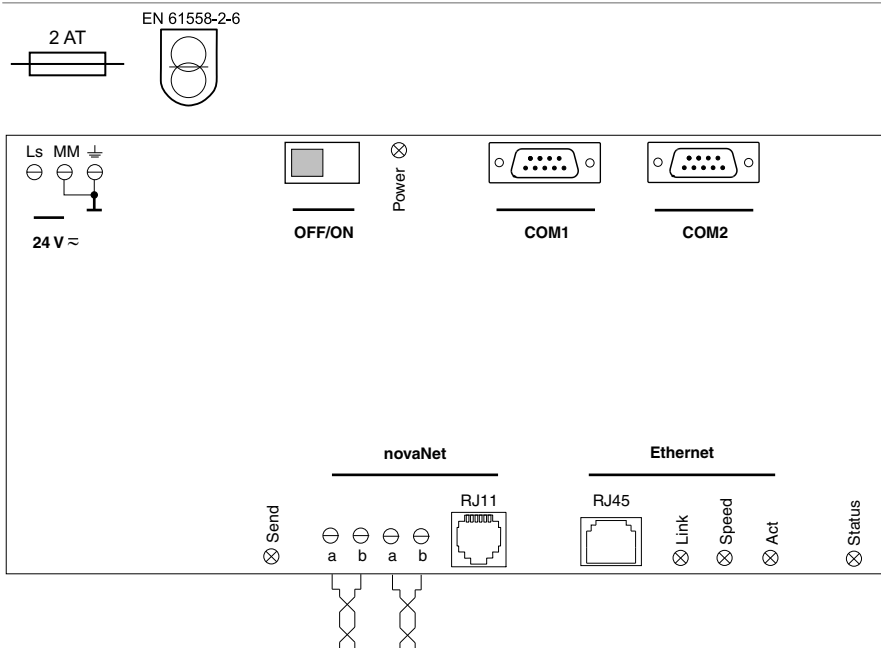 EN 61558-2-6
2 AT
Ls MM
Power
24 V
OFF/ON
COM1
COM2
novaNet
Ethernet
Send
a b a b
RJ11
RJ45
Link
Speed
Act
Status